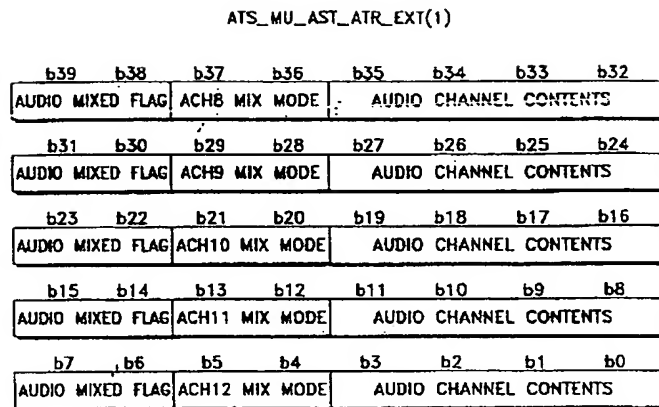 ATS_MU_AST_ATR_EXT(1)
b39 b38 b37 b36 b35 b34 b33 b32
AUDIO MIXED FLAG ACH8 MIX MODE AUDIO CHANNEL CONTENTS
b31 b30 b29 b28 b27 b26 b25 b24
AUDIO MIXED FLAG ACH9 MIX MODE AUDIO CHANNEL CONTENTS
b23 b22 b21 b20 b19 b18 b17 b16
AUDIO MIXED FLAG ACH10 MIX MODE AUDIO CHANNEL CONTENTS
b15 b14 b13 b12 b11 b10 b9 b8
AUDIO MIXED FLAG ACH11 MIX MODE AUDIO CHANNEL CONTENTS
b7 b6 b5 b4 b3 b2 b1 b0
AUDIO MIXED FLAG ACH12 MIX MODE AUDIO CHANNEL CONTENTS